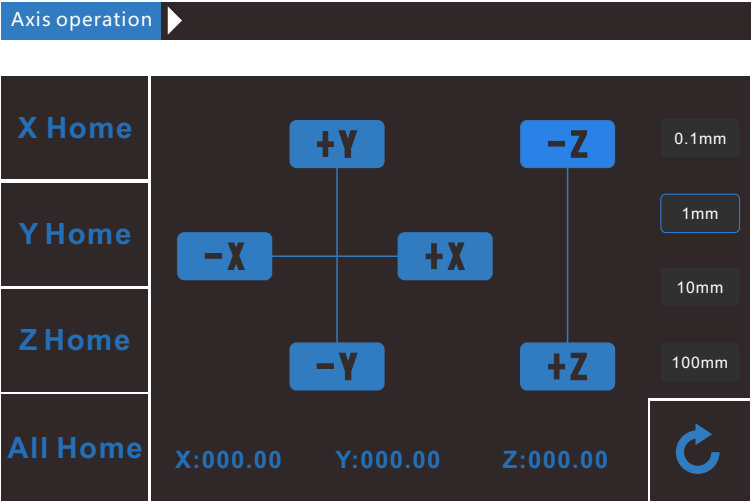 Axis operation
X Home
Y Home
Z Home
All Home
+Y
-X
+X
-Y
-Z
+Z
0.1mm
1mm
10mm
100mm
X:000.00 Y:000.00 Z:000.00